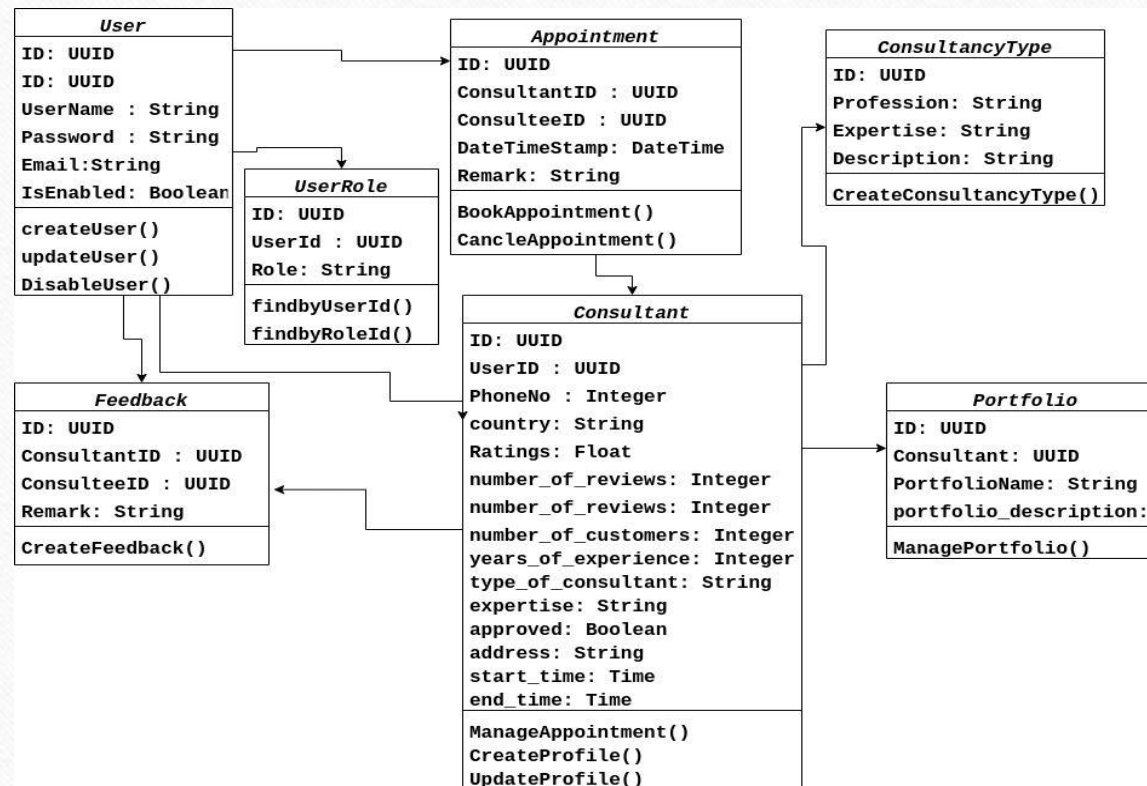 User
ID: UUID
ID: UUID
UserName : String
Password : String
Email:String
IsEnabled: Boolean
createUser()
updateUser()
DisableUser()
Appointment
ID: UUID
ConsultantID : UUID
ConsulteeID : UUID
DateTimeStamp: DateTime
Remark: String
BookAppointment()
CancleAppointment()
ConsultancyType
ID: UUID
Profession: String
Expertise: String
Description: String
CreateConsultancyType()
UserRole
ID: UUID
UserId : UUID
Role: String
findbyUserId()
findbyRoleId()
Consultant
ID: UUID
UserID : UUID
PhoneNo : Integer
country: String
Ratings: Float
number_of_reviews: Integer
number_of_reviews: Integer
number_of_customers: Integer
years_of_experience: Integer
type_of_consultant: String
expertise: String
approved: Boolean
address: String
start_time: Time
end_time: Time
ManageAppointment()
CreateProfile()
UpdateProfile()
Feedback
ID: UUID
ConsultantID : UUID
ConsulteeID : UUID
Remark: String
CreateFeedback()
Portfolio
ID: UUID
Consultant: UUID
PortfolioName: String
portfolio_description:
ManagePortfolio()